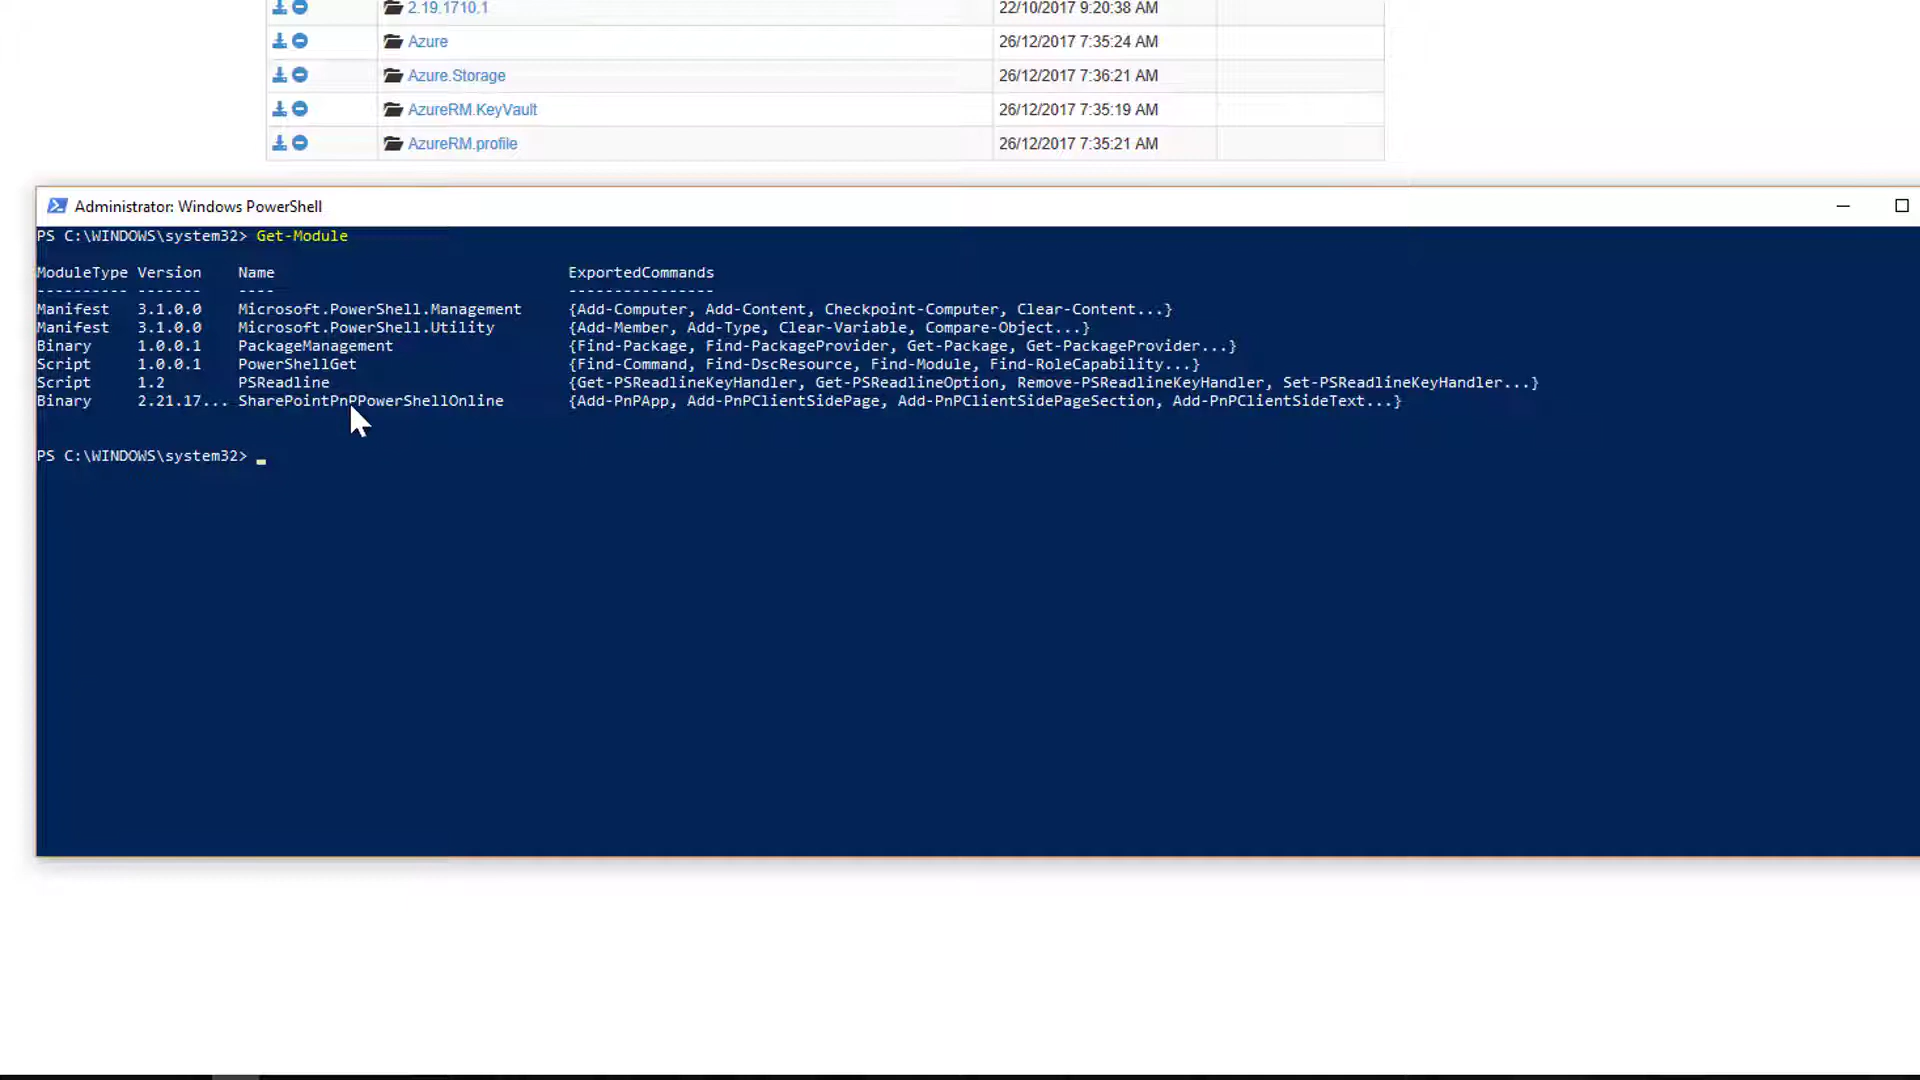 2.19.1710.1 22/10/2017 9:20:38 AM
Azure 26/12/2017 7:35:24 AM
Azure.Storage 26/12/2017 7:36:21 AM
AzureRM.KeyVault 26/12/2017 7:35:19 AM
AzureRM.profile 26/12/2017 7:35:21 AM
Administrator: Windows PowerShell
PS C:\WINDOWS\system32> Get-Module
ModuleType Version Name ExportedCommands
---------- ------- ---- ----------------
Manifest 3.1.0.0 Microsoft.PowerShell.Management {Add-Computer, Add-Content, Checkpoint-Computer, Clear-Content...}
Manifest 3.1.0.0 Microsoft.PowerShell.Utility {Add-Member, Add-Type, Clear-Variable, Compare-Object...}
Binary 1.0.0.1 PackageManagement {Find-Package, Find-PackageProvider, Get-Package, Get-PackageProvider...}
Script 1.0.0.1 PowerShellGet {Find-Command, Find-DscResource, Find-Module, Find-RoleCapability...}
Script 1.2 PSReadline {Get-PSReadlineKeyHandler, Get-PSReadlineOption, Remove-PSReadlineKeyHandler, Set-PSReadlineKeyHandler...}
Binary 2.21.17... SharePointPnPPowerShellOnline {Add-PnPApp, Add-PnPClientSidePage, Add-PnPClientSidePageSection, Add-PnPClientSideText...}
PS C:\WINDOWS\system32>